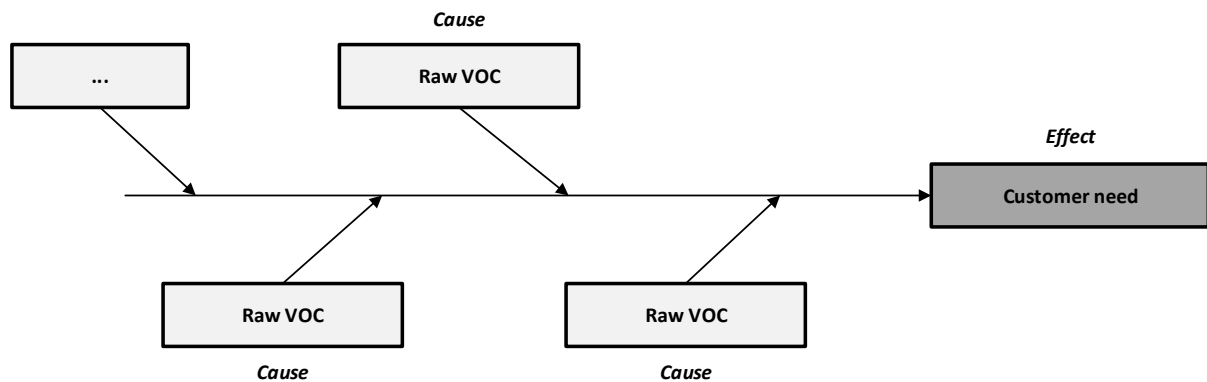 Cause
...
Raw VOC
Effect
Customer need
Raw VOC
Raw VOC
Cause
Cause